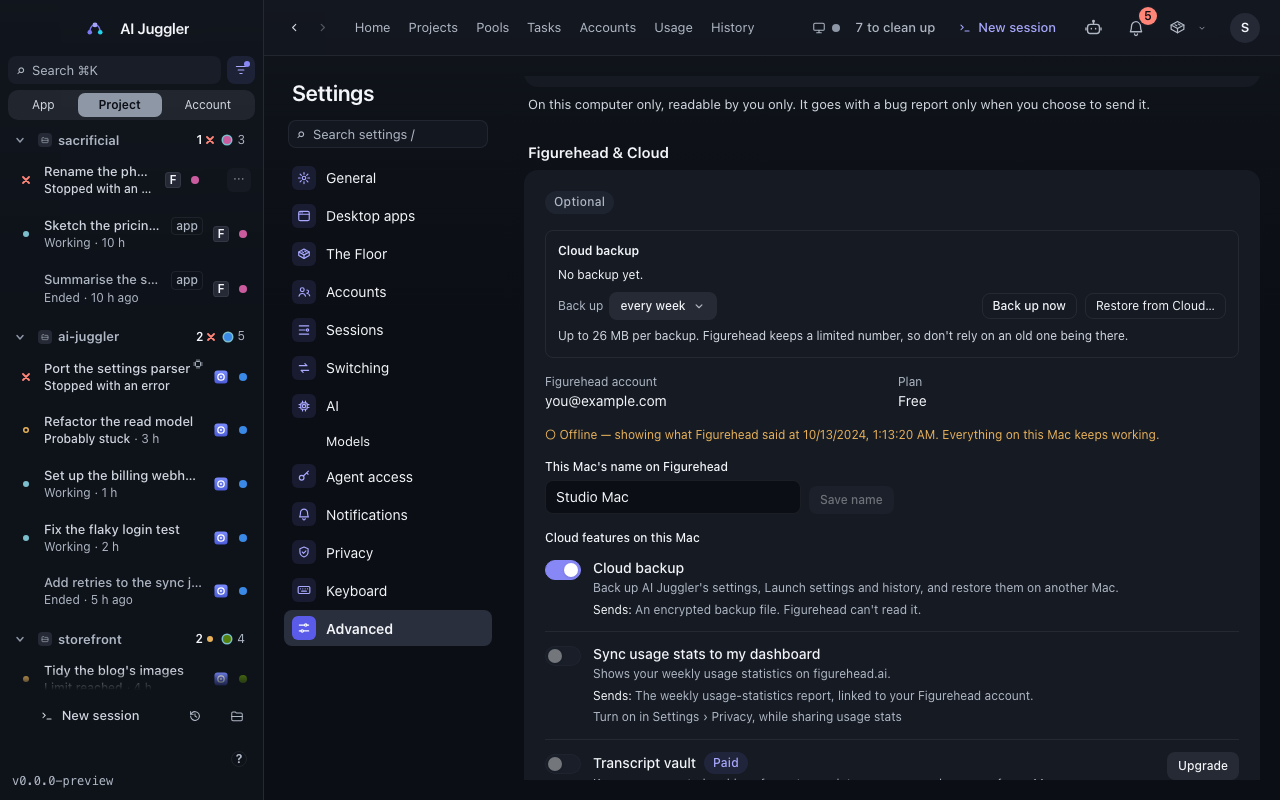 AI Juggler
Search ⌘K
App Project Account
sacrificial 1 3
Rename the ph...
Stopped with an ...
F
Sketch the pricin... app
Working · 10 h
F
Summarise the s... app
Ended · 10 h ago
F
ai-juggler 2 5
Port the settings parser
Stopped with an error
Refactor the read model
Probably stuck · 3 h
Set up the billing webh...
Working · 1 h
Fix the flaky login test
Working · 2 h
Add retries to the sync j...
Ended · 5 h ago
storefront 2 4
Tidy the blog's images
Limit reached · 4 h
New session
?
v0.0.0-preview
Home Projects Pools Tasks Accounts Usage History
7 to clean up
New session
5
S
Settings
Search settings /
General
Desktop apps
The Floor
Accounts
Sessions
Switching
AI
Models
Agent access
Notifications
Privacy
Keyboard
Advanced
On this computer only, readable by you only. It goes with a bug report only when you choose to send it.
Figurehead & Cloud
Optional
Cloud backup
No backup yet.
Back up every week Back up now Restore from Cloud...
Up to 26 MB per backup. Figurehead keeps a limited number, so don't rely on an old one being there.
Figurehead account Plan
you@example.com Free
Offline — showing what Figurehead said at 10/13/2024, 1:13:20 AM. Everything on this Mac keeps working.
This Mac's name on Figurehead
Studio Mac Save name
Cloud features on this Mac
Cloud backup
Back up AI Juggler's settings, Launch settings and history, and restore them on another Mac.
Sends: An encrypted backup file. Figurehead can't read it.
Sync usage stats to my dashboard
Shows your weekly usage statistics on figurehead.ai.
Sends: The weekly usage-statistics report, linked to your Figurehead account.
Turn on in Settings › Privacy, while sharing usage stats
Transcript vault Paid Upgrade